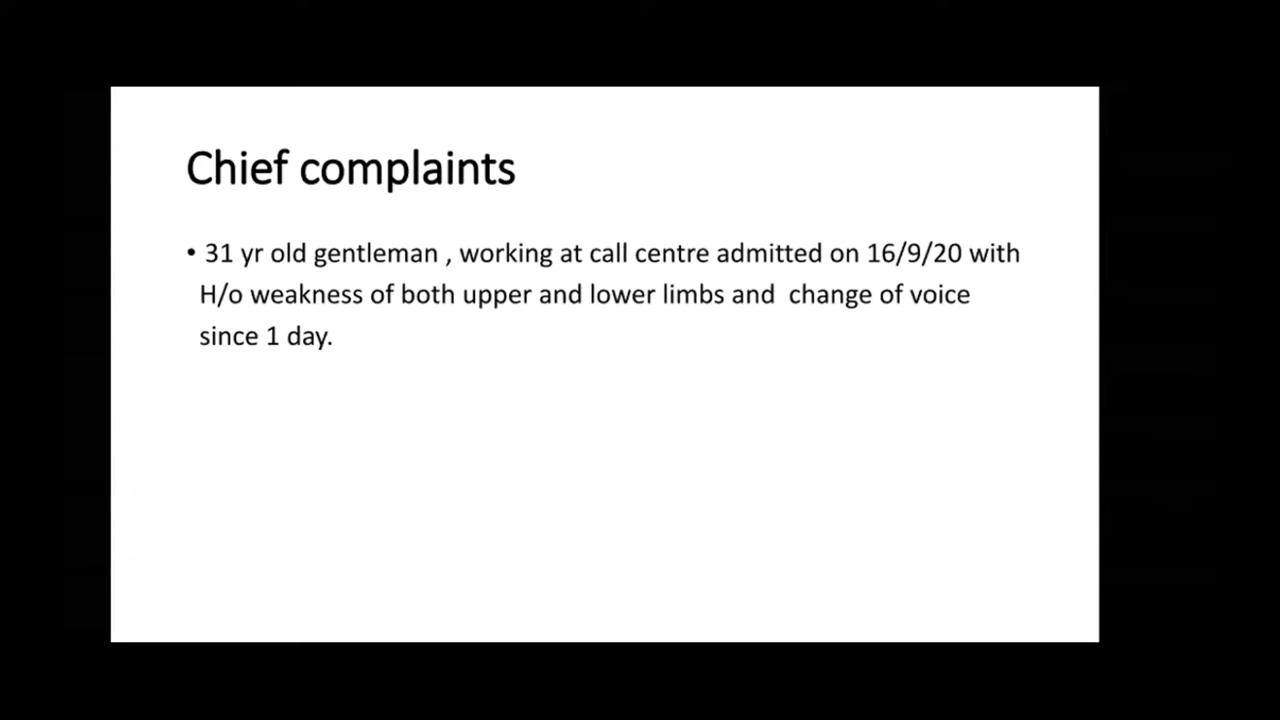 Chief complaints
• 31 yr old gentleman , working at call centre admitted on 16/9/20 with
H/o weakness of both upper and lower limbs and  change of voice
since 1 day.